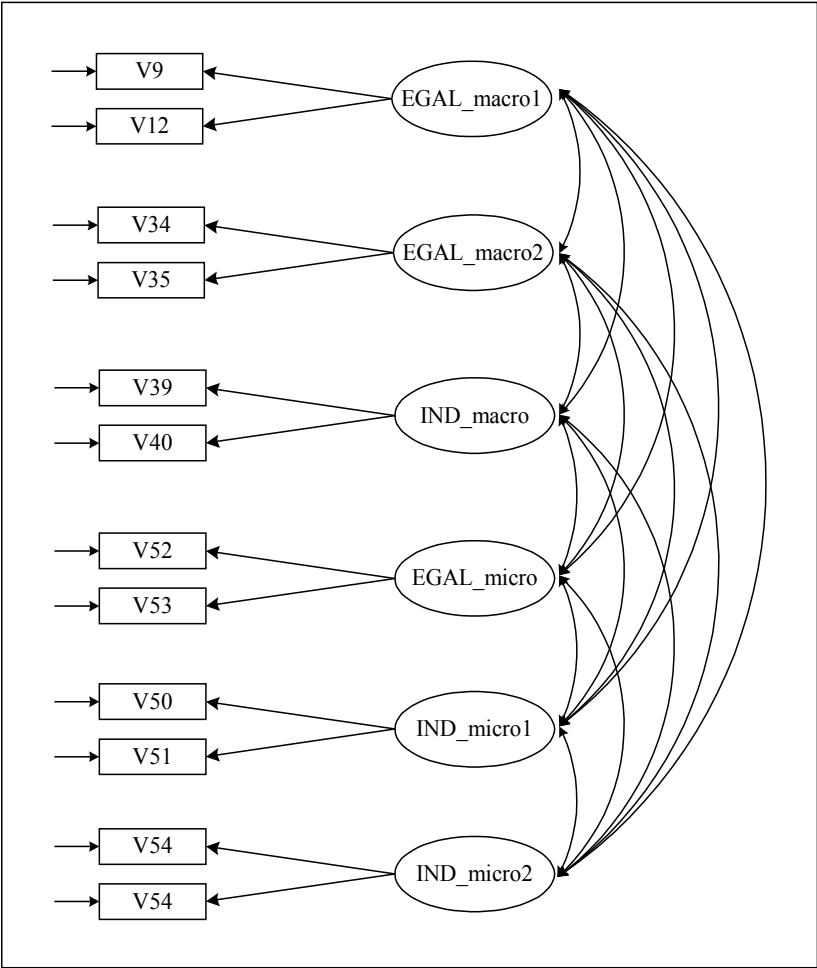 V9
EGAL_macro1
V12
V34
EGAL_macro2
V35
V39
IND_macro
V40
V52
EGAL_micro
V53
V50
IND_micro1
V51
V54
IND_micro2
V54